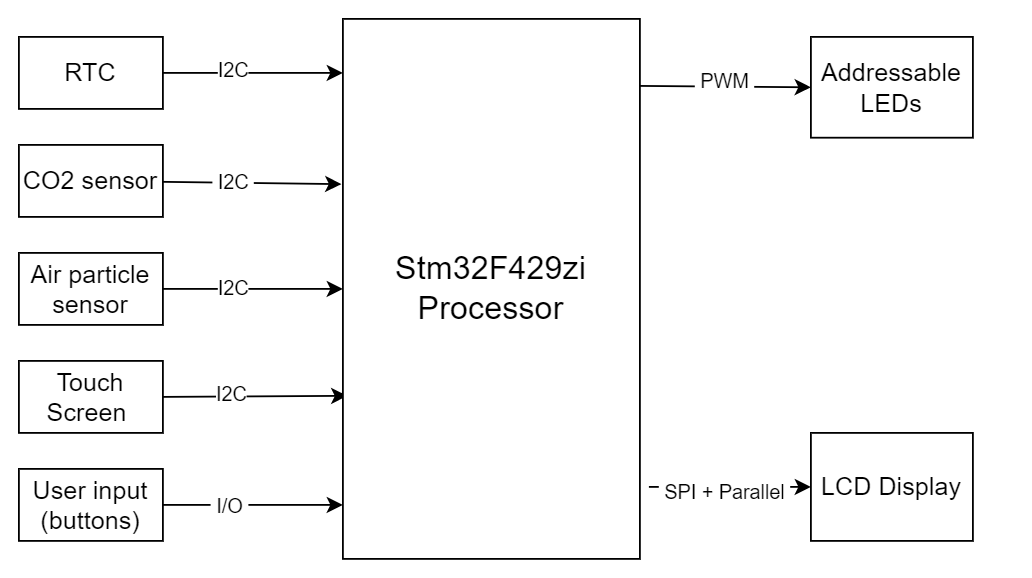 RTC
I2C
CO2 sensor
I2C
Air particle
sensor
I2C
Touch
Screen
I2C
User input
(buttons)
I/O
Stm32F429zi
Processor
PWM
Addressable
LEDs
SPI + Parallel
LCD Display